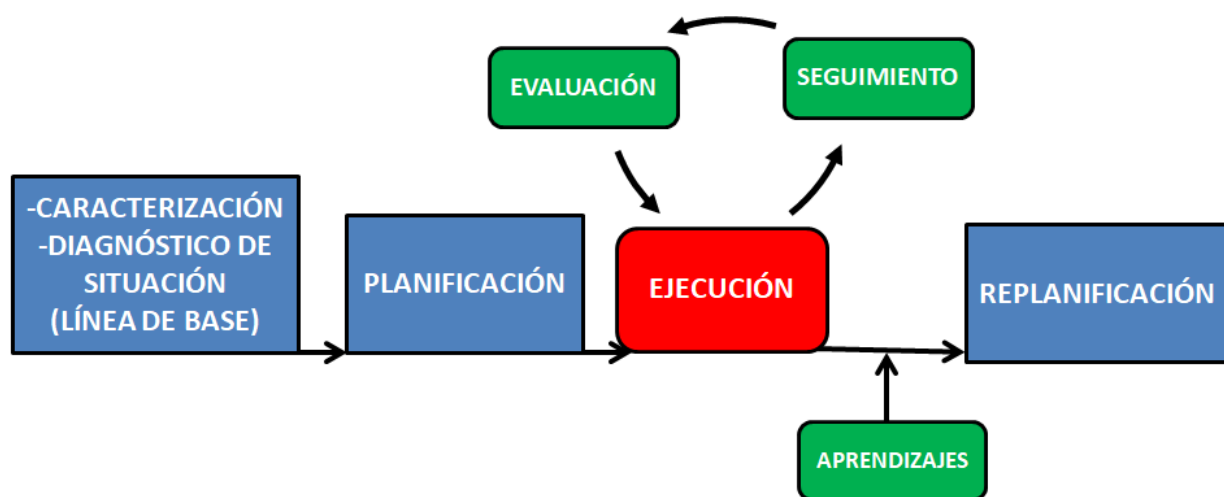 EVALUACIÓN
SEGUIMIENTO
-CARACTERIZACIÓN
-DIAGNÓSTICO DE
SITUACIÓN
(LÍNEA DE BASE)
PLANIFICACIÓN
EJECUCIÓN
REPLANIFICACIÓN
APRENDIZAJES